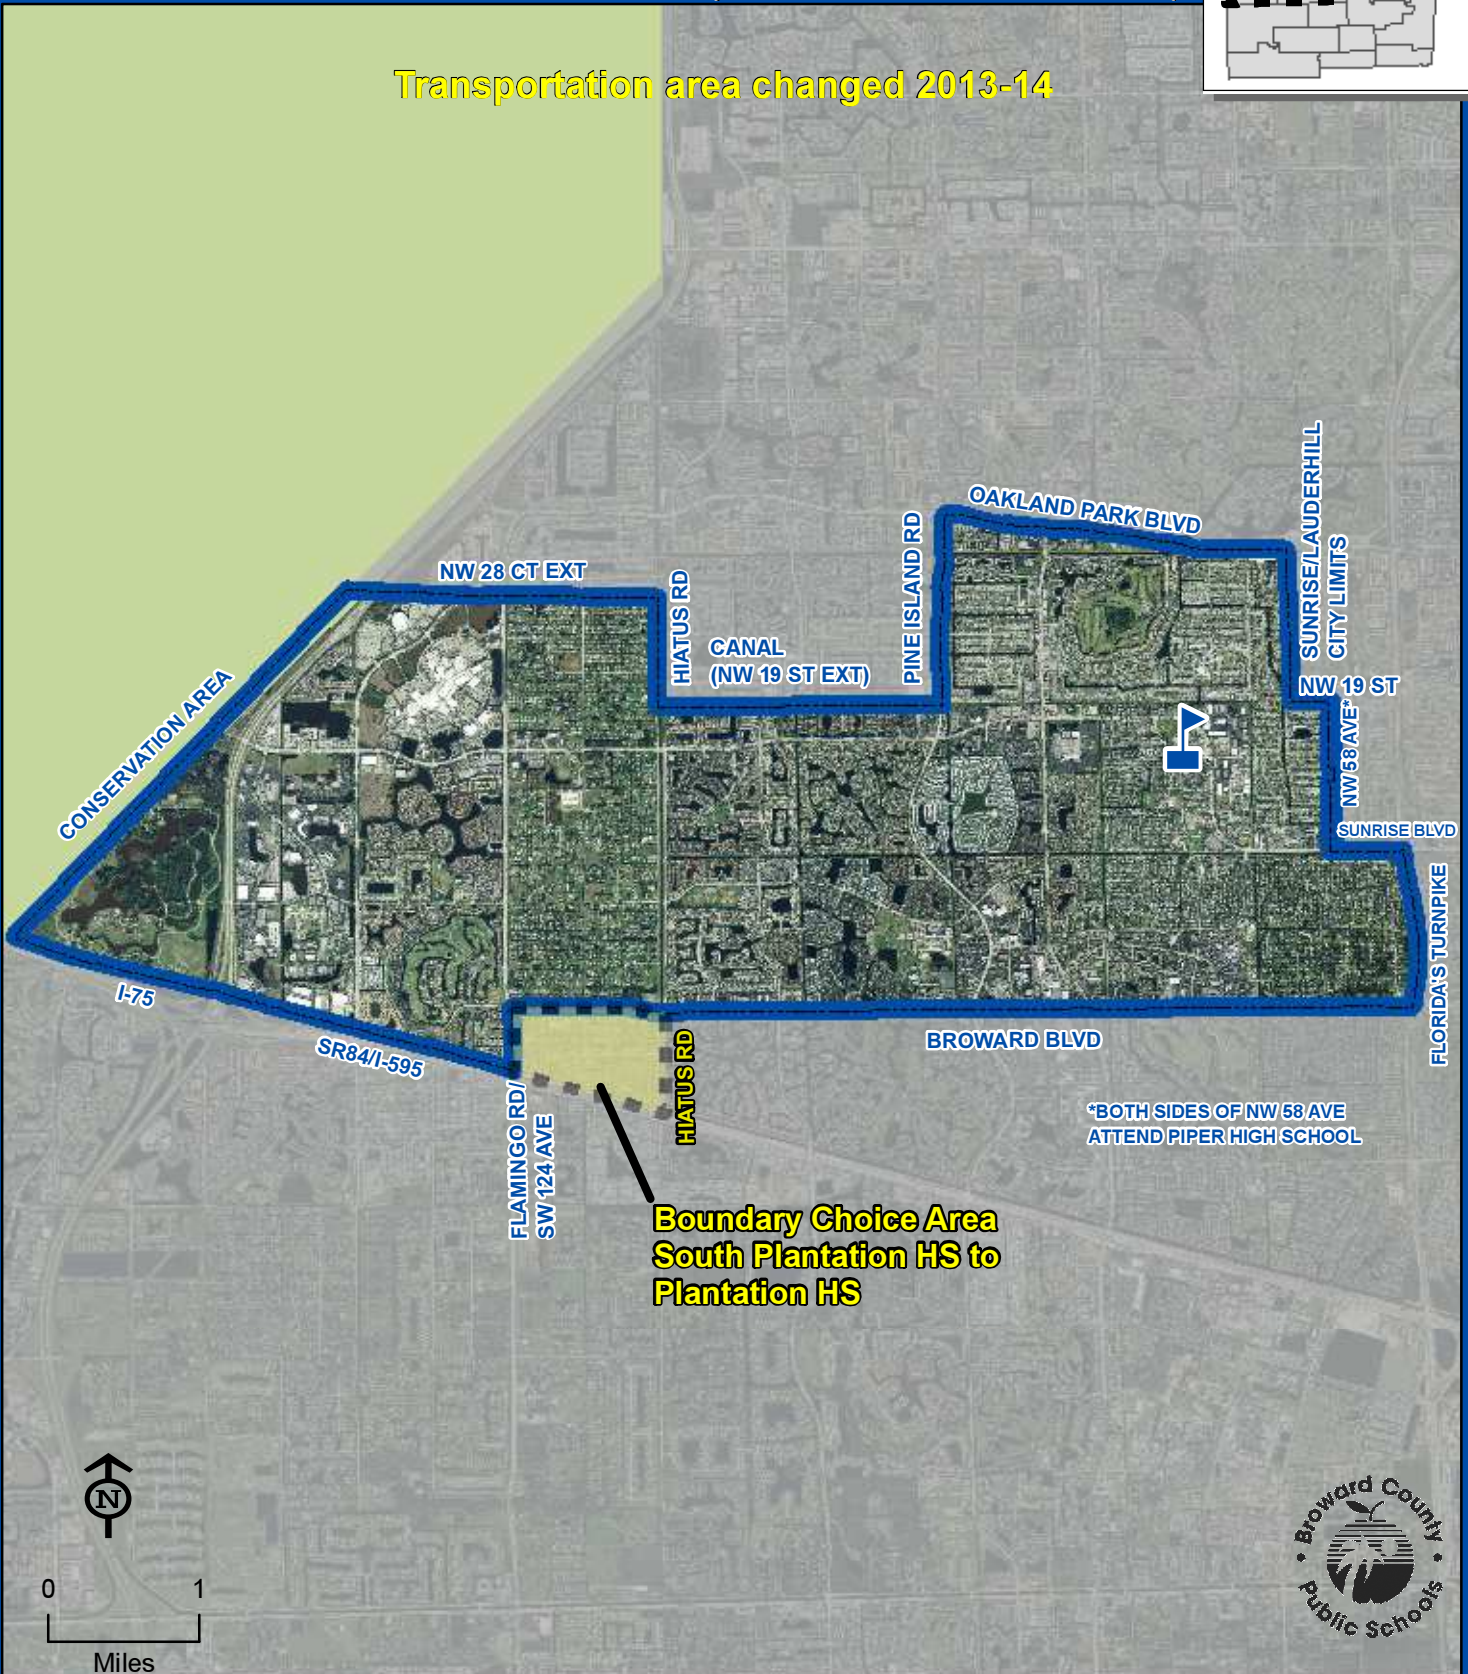 Transportation area changed 2013-14
OAKLAND PARK BLVD
SUNRISE/LAUDERHILL
CITY LIMITS
PINE ISLAND RD
NW 28 CT EXT
HIATUS RD
CANAL
(NW 19 ST EXT)
NW 19 ST
CONSERVATION AREA
NW 58 AVE*
SUNRISE BLVD
FLORIDA'S TURNPIKE
I-75
SR84/I-595
BROWARD BLVD
HIATUS RD
FLAMINGO RD/
SW 124 AVE
*BOTH SIDES OF NW 58 AVE
ATTEND PIPER HIGH SCHOOL
Boundary Choice Area
South Plantation HS to
Plantation HS
N
0 1
Miles
Broward County
Public Schools